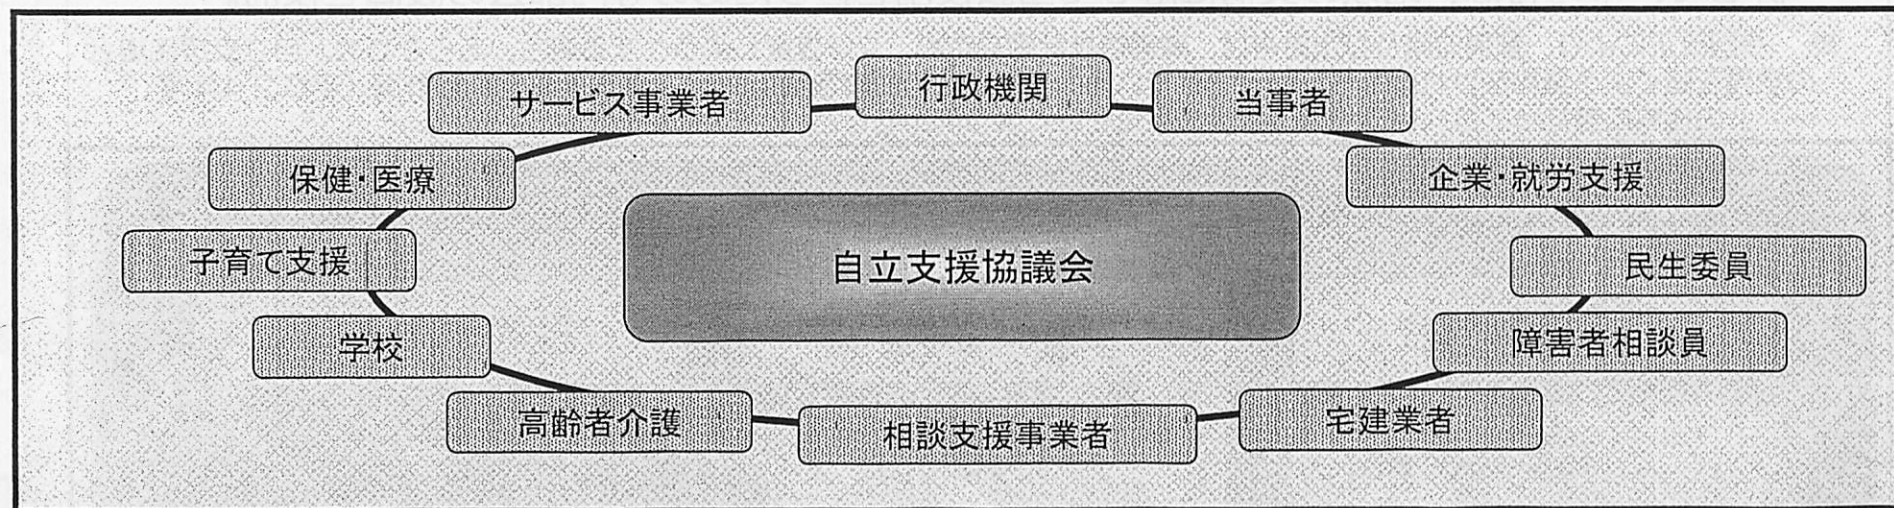 行政機関
サービス事業者
当事者
保健・医療
企業・就労支援
子育て支援
自立支援協議会
民生委員
学校
障害者相談員
高齢者介護
相談支援事業者
宅建業者